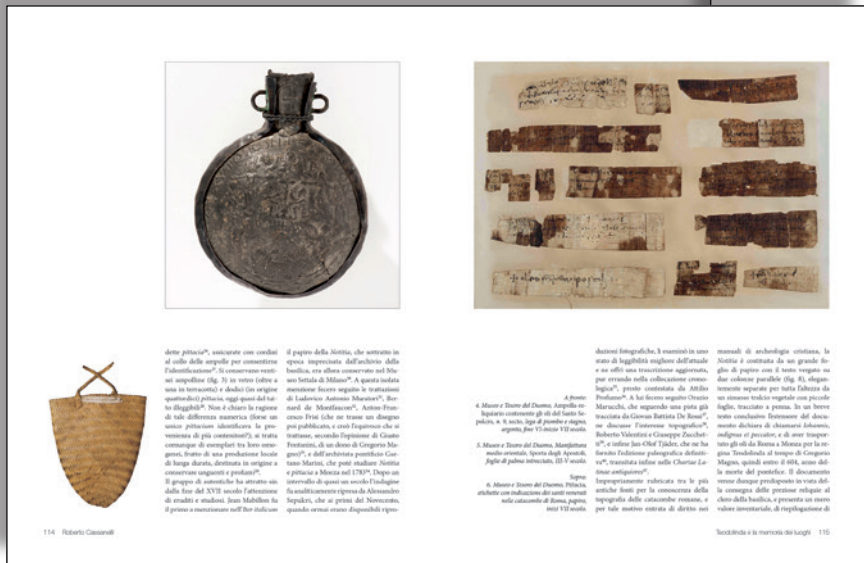 dette pittacia²⁶, assicurate con cordini
al collo delle ampolle per consentirne
l'identificazione²⁷. Si conservano venti-
sei ampolline (fig. 3) in vetro (oltre a
una in terracotta) e dodici (in origine
quattordici) pittacia, oggi quasi del tut-
to illeggibili²⁸. Non è chiara la ragione
di tale differenza numerica (forse un
unico pittacium identificava la pro-
venienza di più contenitori?), si tratta
comunque di esemplari tra loro omo-
genei, frutto di una produzione locale
di lunga durata, destinata in origine a
conservare unguenti e profumi²⁹.
Il gruppo di autentiche ha attratto sin
dalla fine del XVII secolo l'attenzione
di eruditi e studiosi. Jean Mabillon fu
il primo a menzionare nell'Iter italicum
il papiro della Notitia, che sottratto in
epoca imprecisata dall'archivio della
basilica, era allora conservato nel Mu-
seo Settala di Milano³⁰. A questa isolata
menzione fecero seguito le trattazioni
di Ludovico Antonio Muratori³¹, Ber-
nard de Montfaucon³², Anton-Fran-
cesco Frisi (che ne trasse un disegno
poi pubblicato, e creò l'equivoco che si
trattasse, secondo l'opinione di Giusto
Fontanini, di un dono di Gregorio Ma-
gno)³³, e dell'archivista pontificio Gae-
tano Marini, che poté studiare Notitia
e pittacia a Monza nel 1783³⁴. Dopo un
intervallo di quasi un secolo l'indagine
fu analiticamente ripresa da Alessandro
Sepulcri, che ai primi del Novecento,
quando ormai erano disponibili ripro-
114 Roberto Cassanelli
A fronte:
4. Museo e Tesoro del Duomo, Ampolla re-
liquiario contenente gli oli del Santo Se-
polcro, n. 9, recto, lega di piombo e stagno,
argento, fine VI-inizio VII secolo.
5. Museo e Tesoro del Duomo, Manifattura
medio-orientale, Sporta degli Apostoli,
foglie di palma intrecciate, III-V secolo.
Sopra:
6. Museo e Tesoro del Duomo, Pittacia,
etichette con indicazioni dei santi venerati
nelle catacombe di Roma, papiro,
inizi VII secolo.
duzioni fotografiche, li esaminò in uno
stato di leggibilità migliore dell'attuale
e ne offrì una trascrizione aggiornata,
pur errando nella collocazione crono-
logica³⁵, presto contestata da Attilio
Profumo³⁶. A lui fecero seguito Orazio
Marucchi, che seguendo una pista già
tracciata da Giovan Battista De Rossi³⁷,
ne discusse l'interesse topografico³⁸,
Roberto Valentini e Giuseppe Zucchet-
ti³⁹, e infine Jan-Olof Tjäder, che ne ha
fornito l'edizione paleografica definiti-
va⁴⁰, transitata infine nelle Chartae La-
tinae antiquiores⁴¹.
Impropriamente rubricata tra le più
antiche fonti per la conoscenza della
topografia delle catacombe romane, e
per tale motivo entrata di diritto nei
manuali di archeologia cristiana, la
Notitia è costituita da un grande fo-
glio di papiro con il testo vergato su
due colonne parallele (fig. 8), elegan-
temente separate per tutta l'altezza da
un sinuoso tralcio vegetale con piccole
foglie, tracciato a penna. In un breve
testo conclusivo l'estensore del docu-
mento dichiara di chiamarsi Iohannis,
indignus et peccator, e di aver traspor-
tato gli oli da Roma a Monza per la re-
gina Teodolinda al tempo di Gregorio
Magno, quindi entro il 604, anno del-
la morte del pontefice. Il documento
venne dunque predisposto in vista del-
la consegna delle preziose reliquie al
clero della basilica, e presenta un mero
valore inventariale, di riepilogazione di
Teodolinda e la memoria dei luoghi 115